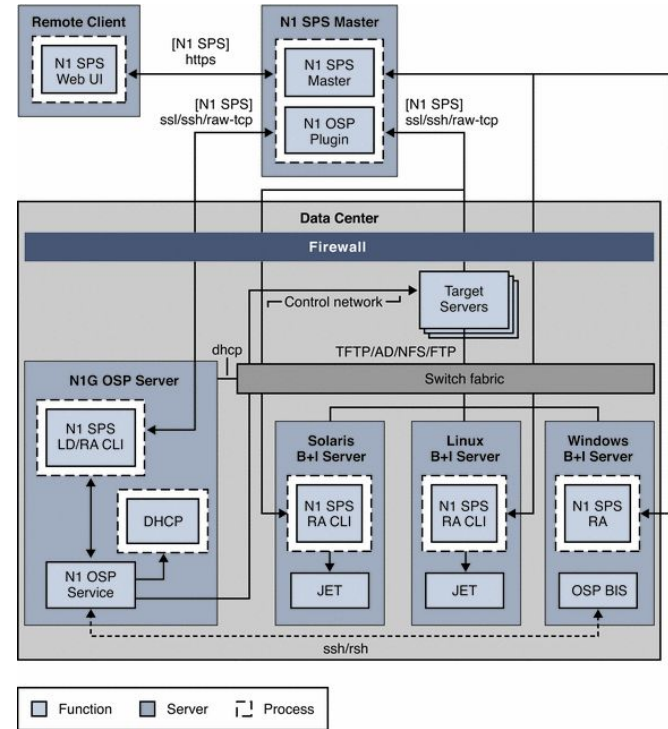 Remote Client
N1 SPS
Web UI
[N1 SPS]
https
N1 SPS Master
N1 SPS
Master
N1 OSP
Plugin
[N1 SPS]
ssl/ssh/raw-tcp
[N1 SPS]
ssl/ssh/raw-tcp
Data Center
Firewall
Control network
Target
Servers
dhcp
TFTP/AD/NFS/FTP
Switch fabric
N1G OSP Server
N1 SPS
LD/RA CLI
DHCP
N1 OSP
Service
Solaris
B+I Server
N1 SPS
RA CLI
JET
Linux
B+I Server
N1 SPS
RA CLI
JET
Windows
B+I Server
N1 SPS
RA
OSP BIS
ssh/rsh
Function
Server
Process